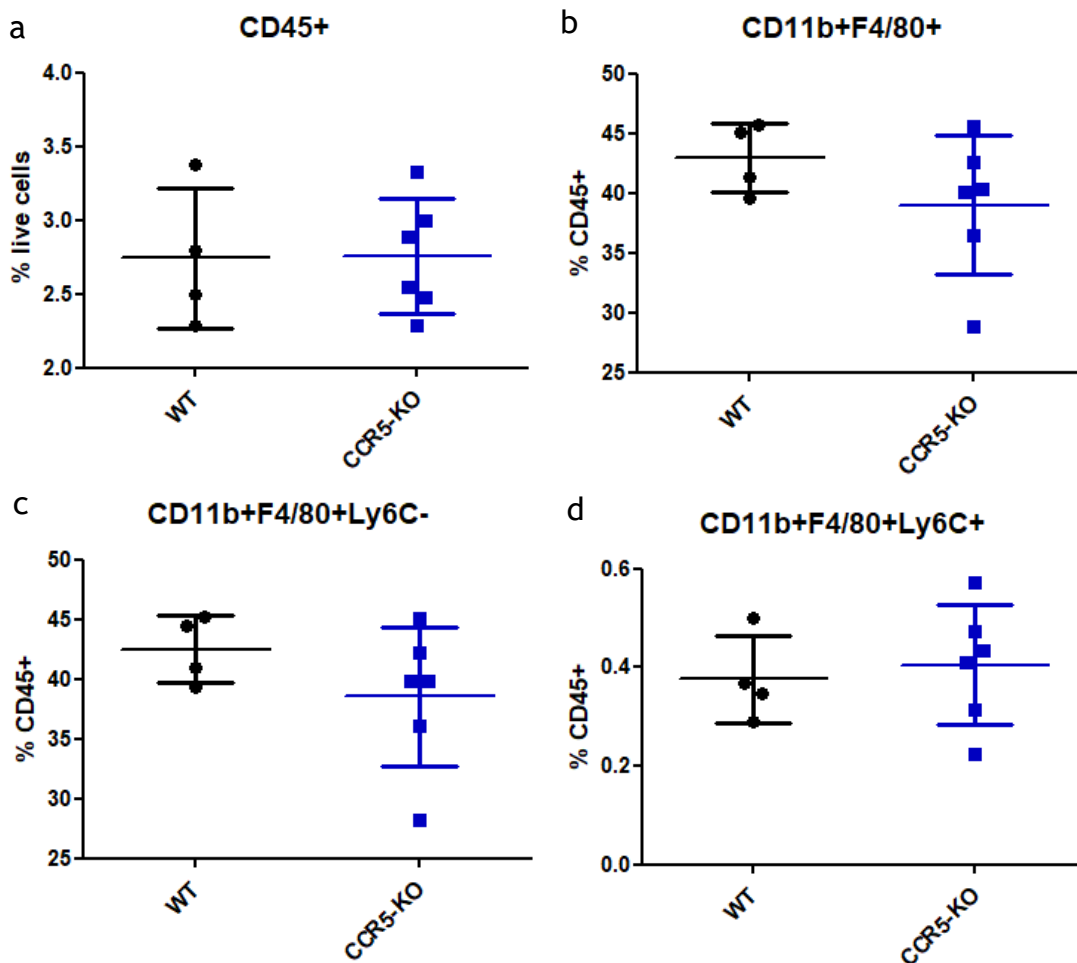 a
CD45+
% live cells
4.0
3.5
3.0
2.5
2.0
WT
CCR5-KO
b
CD11b+F4/80+
% CD45+
50
45
40
35
30
25
WT
CCR5-KO
c
CD11b+F4/80+Ly6C-
% CD45+
50
45
40
35
30
25
WT
CCR5-KO
d
CD11b+F4/80+Ly6C+
% CD45+
0.6
0.4
0.2
0.0
WT
CCR5-KO